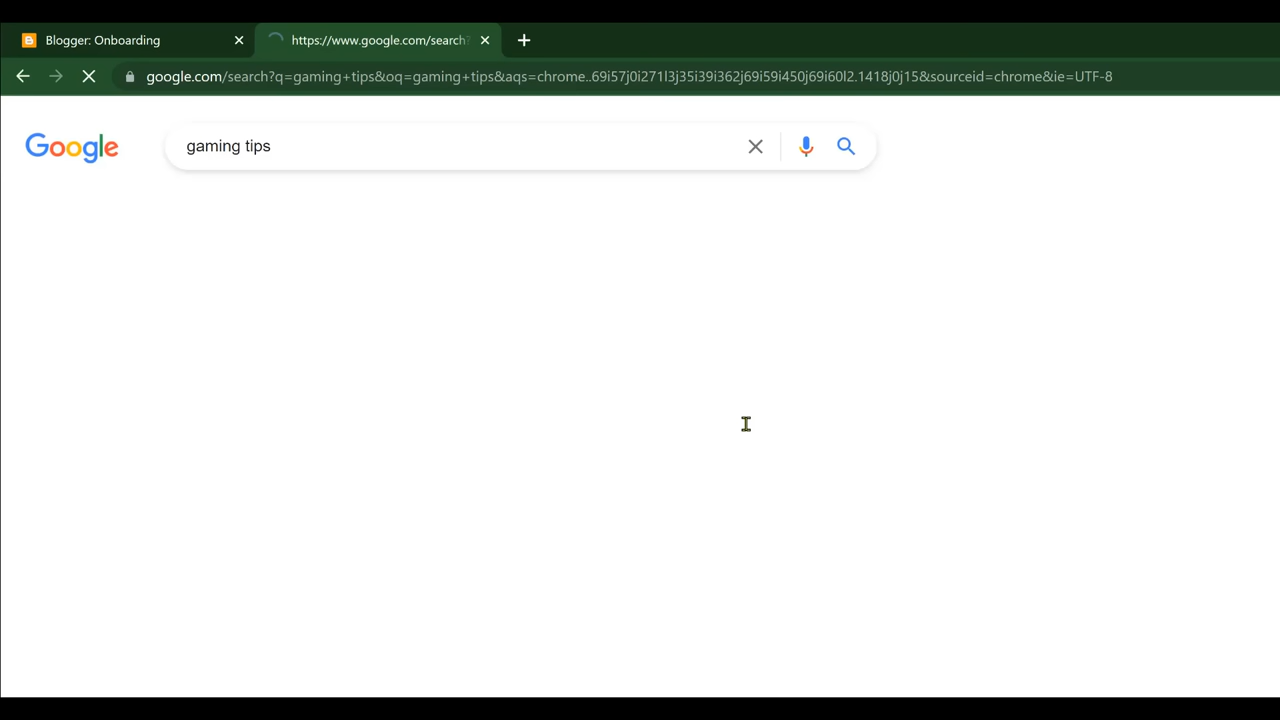 Blogger: Onboarding
https://www.google.com/search?
google.com/search?q=gaming+tips&oq=gaming+tips&aqs=chrome..69i57j0i271l3j35i39i362j69i59i450j69i60l2.1418j0j15&sourceid=chrome&ie=UTF-8
Google
gaming tips